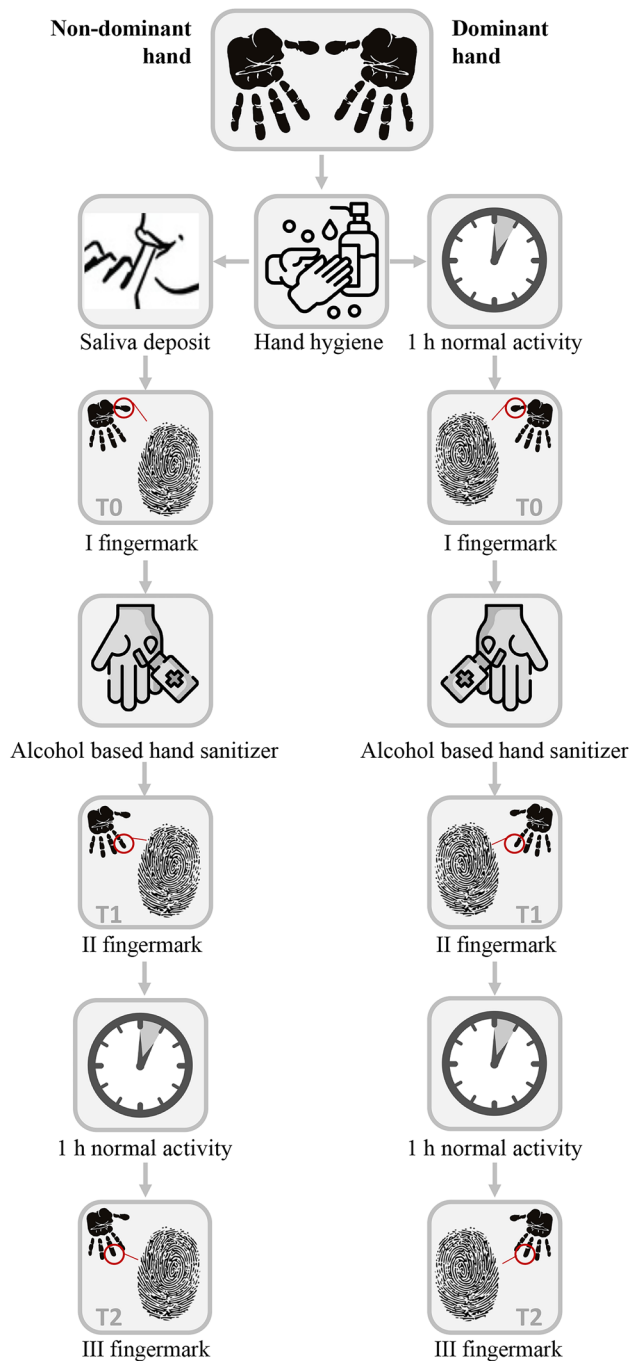 Non-dominant
hand
Dominant
hand
Saliva deposit
Hand hygiene
1 h normal activity
T0
T0
I fingermark
I fingermark
Alcohol based hand sanitizer
Alcohol based hand sanitizer
T1
T1
II fingermark
II fingermark
1 h normal activity
1 h normal activity
T2
T2
III fingermark
III fingermark